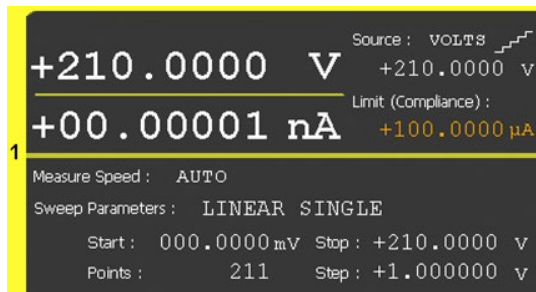 +210.0000 V
+00.00001 nA
Source : VOLTS
+210.0000 V
Limit (Compliance) :
+100.0000 µA
1
Measure Speed : AUTO
Sweep Parameters : LINEAR SINGLE
Start : 000.0000 mV Stop : +210.0000 V
Points : 211 Step : +1.000000 V